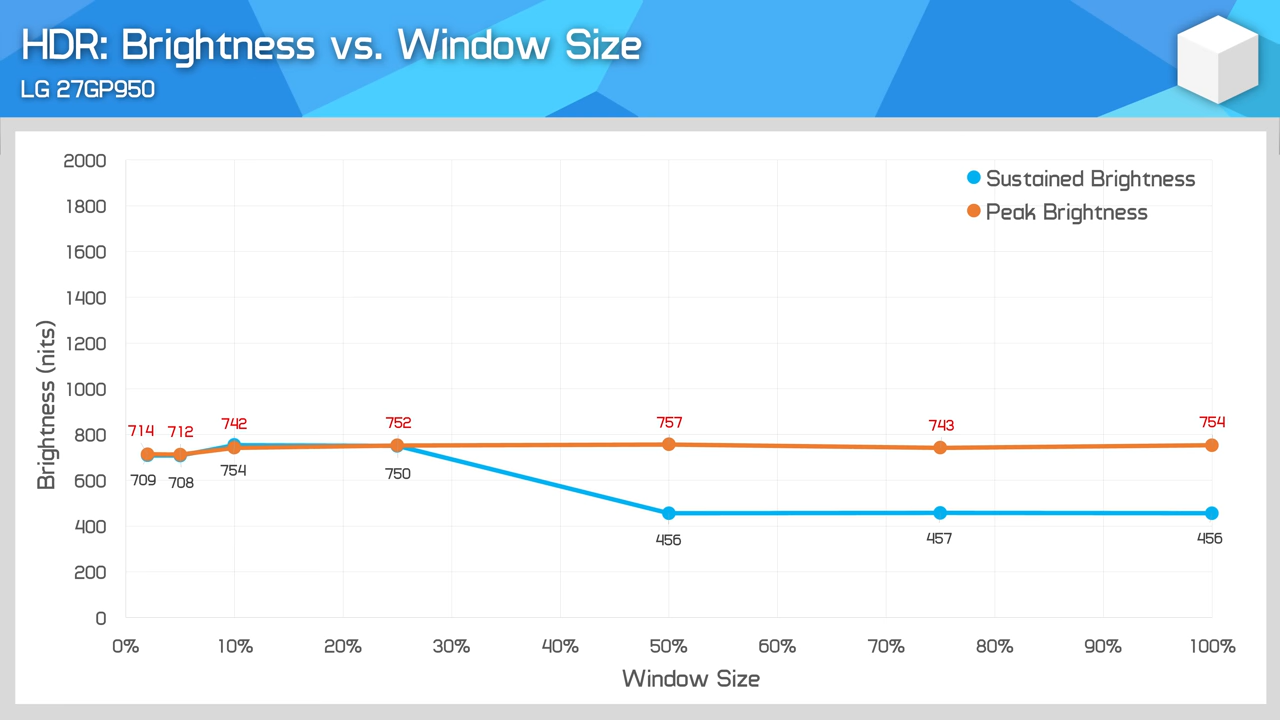 HDR: Brightness vs. Window Size
LG 27GP950
Sustained Brightness
Peak Brightness
Brightness (nits)
2000
1800
1600
1400
1200
1000
800
600
400
200
0
714 712 742 752 757 743 754
709 708 754 750 456 457 456
0% 10% 20% 30% 40% 50% 60% 70% 80% 90% 100%
Window Size